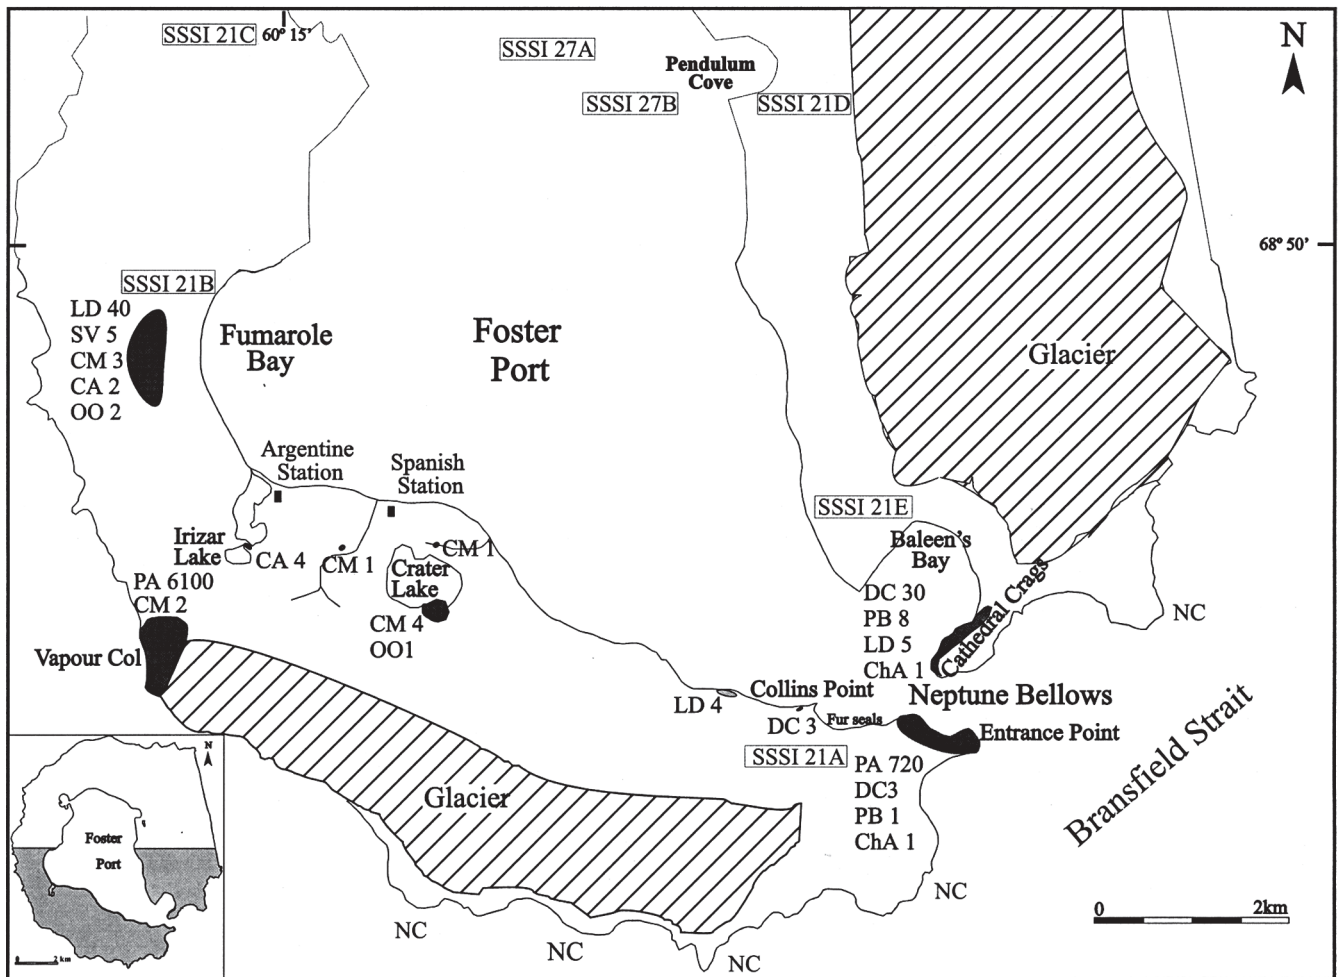 SSSI 21C
60º 15'
SSSI 27A
Pendulum
Cove
SSSI 27B
SSSI 21D
N
68º 50'
SSSI 21B
LD 40
SV 5
CM 3
CA 2
OO 2
Fumarole
Bay
Foster
Port
Glacier
Argentine
Station
Spanish
Station
SSSI 21E
Irizar
Lake
CA 4
CM 1
CM 1
Crater
Lake
Baleen's
Bay
PA 6100
CM 2
CM 4
OO1
DC 30
PB 8
LD 5
ChA 1
Cathedral Crags
NC
Vapour Col
LD 4
Collins Point
DC 3
Fur seals
Neptune Bellows
Entrance Point
SSSI 21A
PA 720
DC3
PB 1
ChA 1
Bransfield Strait
Glacier
N
Foster
Port
0 2 km
NC
NC
NC
NC
0 2km